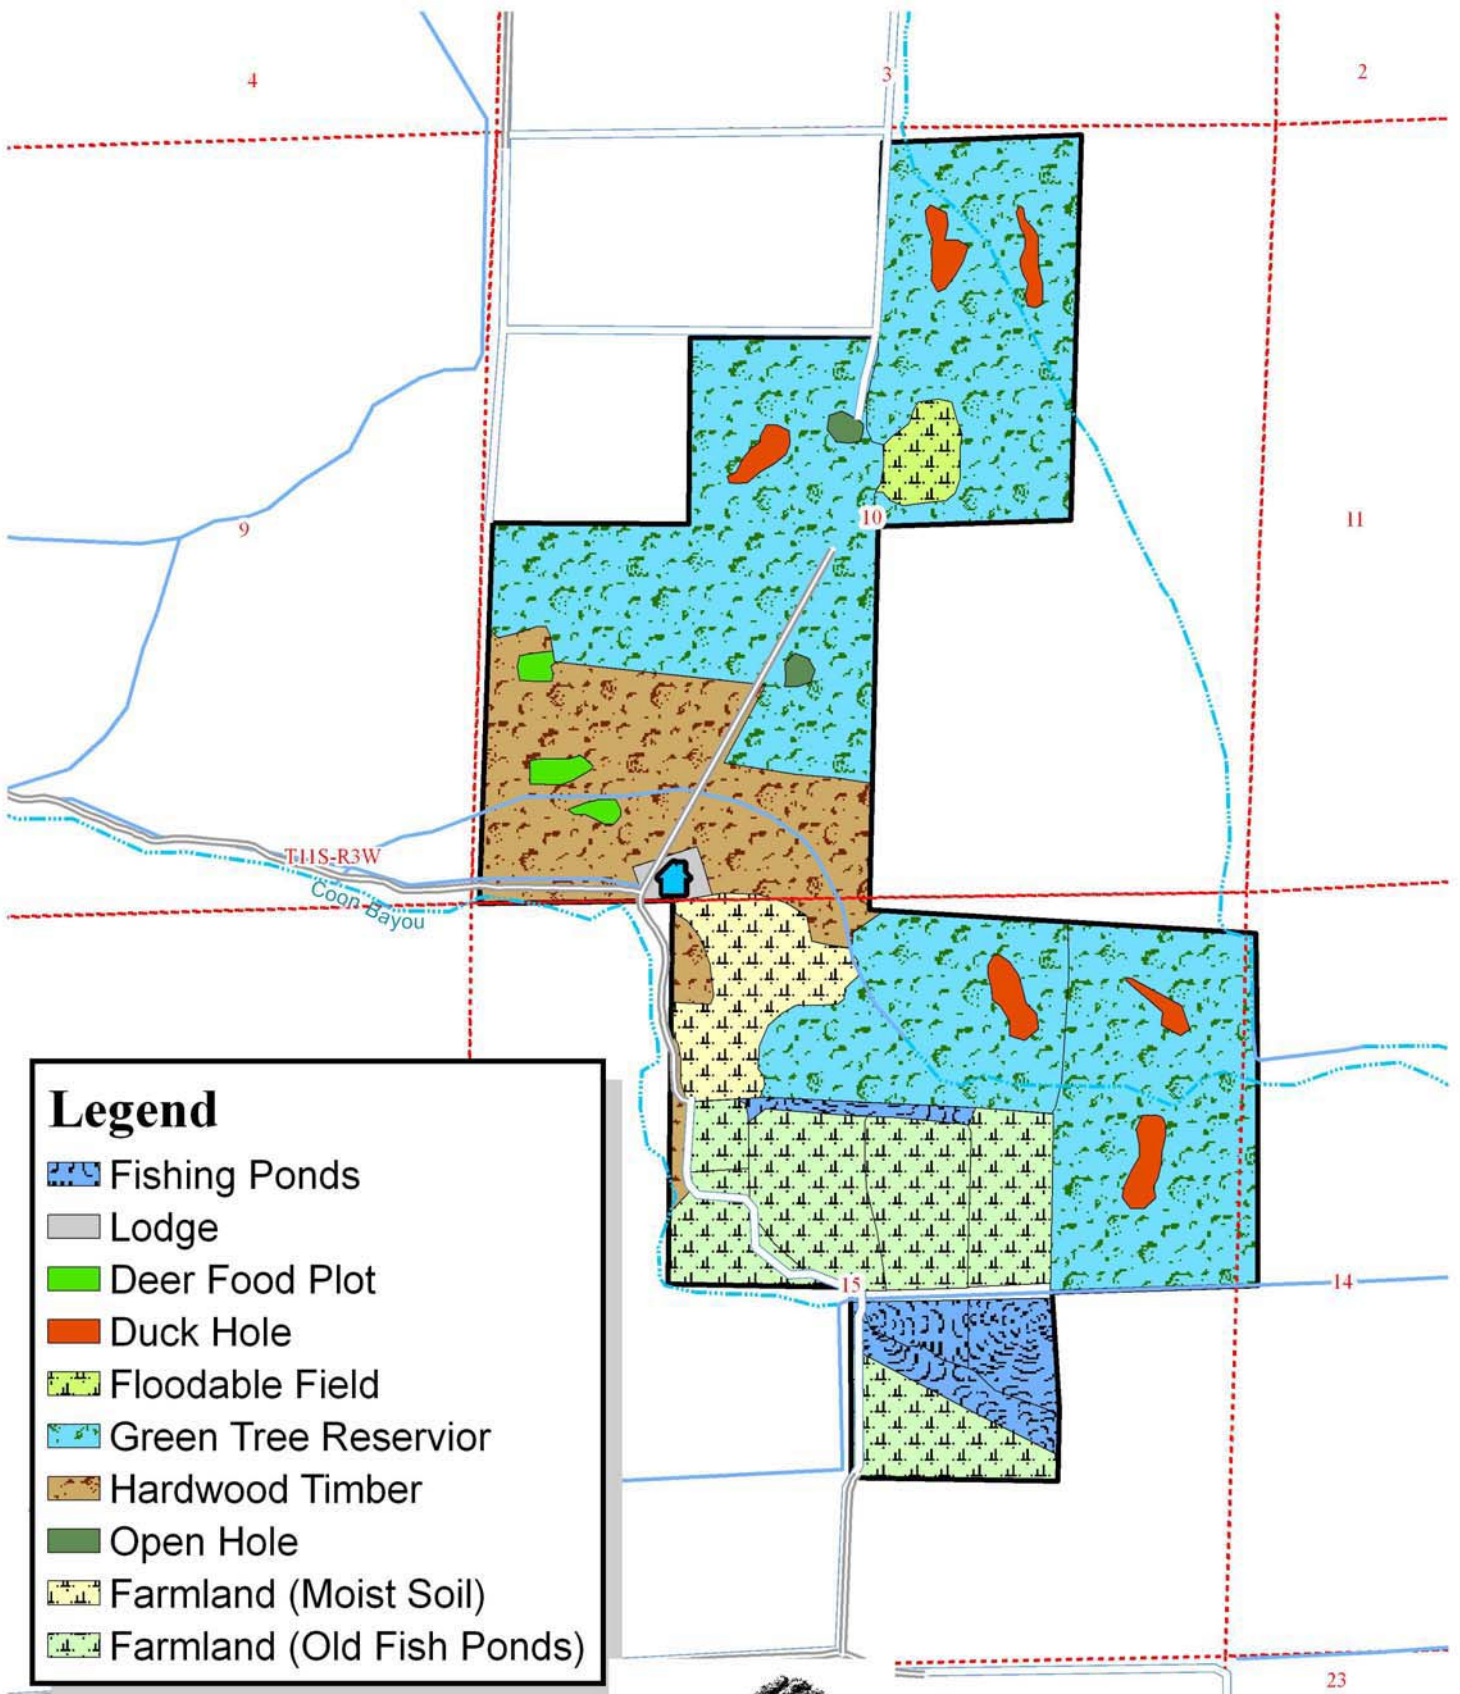 4
3
2
10
9
11
T11S-R3W
Coon Bayou
15
14
Legend
Fishing Ponds
Lodge
Deer Food Plot
Duck Hole
Floodable Field
Green Tree Reservior
Hardwood Timber
Open Hole
Farmland (Moist Soil)
Farmland (Old Fish Ponds)
23